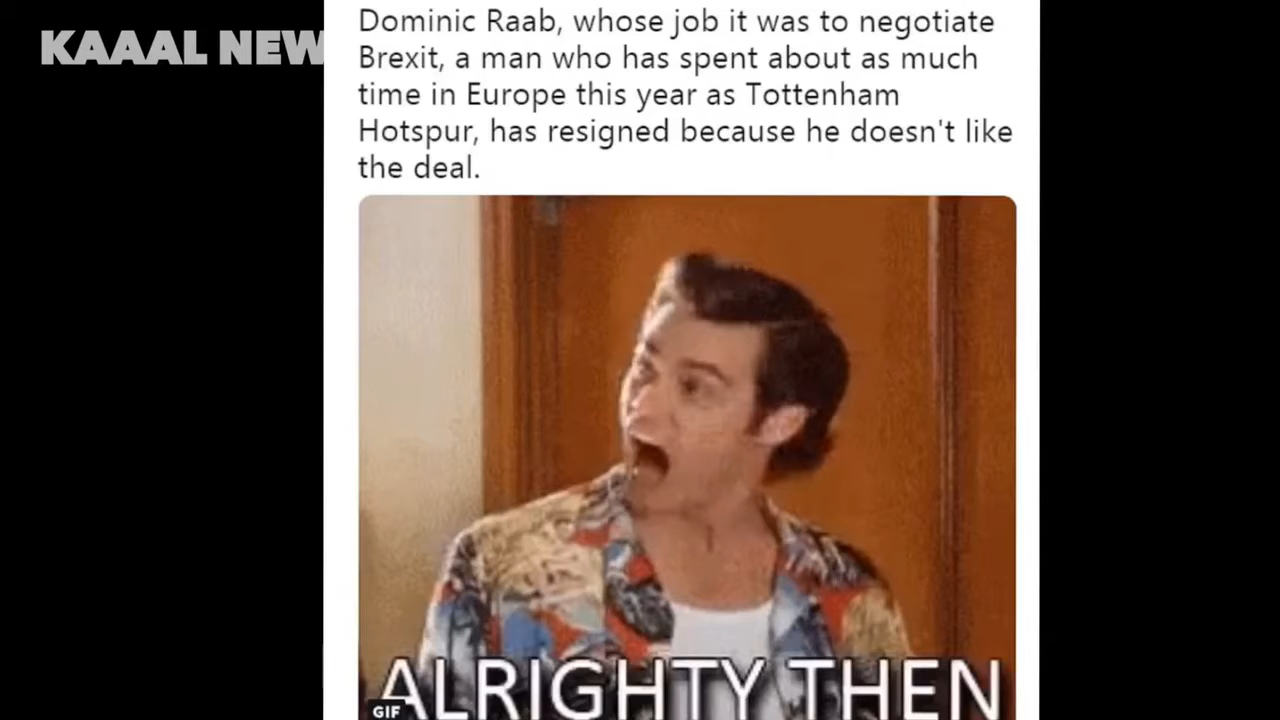 KAAAL NEW
Dominic Raab, whose job it was to negotiate
Brexit, a man who has spent about as much
time in Europe this year as Tottenham
Hotspur, has resigned because he doesn't like
the deal.
ALRIGHTY THEN
GIF